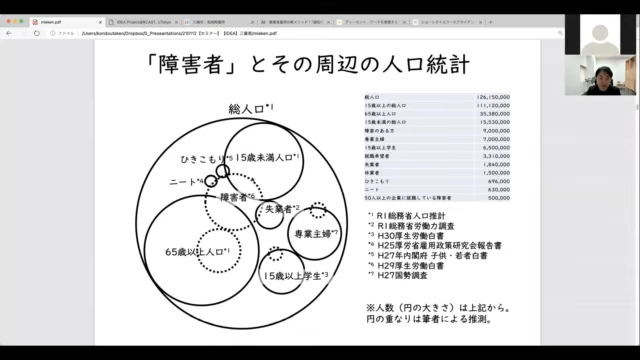 mieken.pdf
ファイル
「障害者」とその周辺の人口統計
総人口*1
ひきこもり*5
15歳未満人口*1
ニート*4
障害者*6
失業者*2
専業主婦*7
65歳以上人口*1
15歳以上学生*3
総人口 126,150,000
15歳以上の総人口 111,120,000
65歳以上人口 35,380,000
15歳未満の総人口 15,530,000
障害のある方 9,000,000
専業主婦 7,000,000
15歳以上学生 6,900,000
就職希望者 3,310,000
失業者 1,840,000
休業者 1,900,000
ひきこもり 696,000
ニート 630,000
50人以上の企業に就職している障害者 500,000
*1 R1総務省人口推計
*2 R1総務省労働力調査
*3 H30厚生労働白書
*4 H25厚労省雇用政策研究会報告書
*5 H27年内閣府 子供・若者白書
*6 H29厚生労働白書
*7 H27国勢調査
※人数(円の大きさ)は上記から。
円の重なりは筆者による推測。